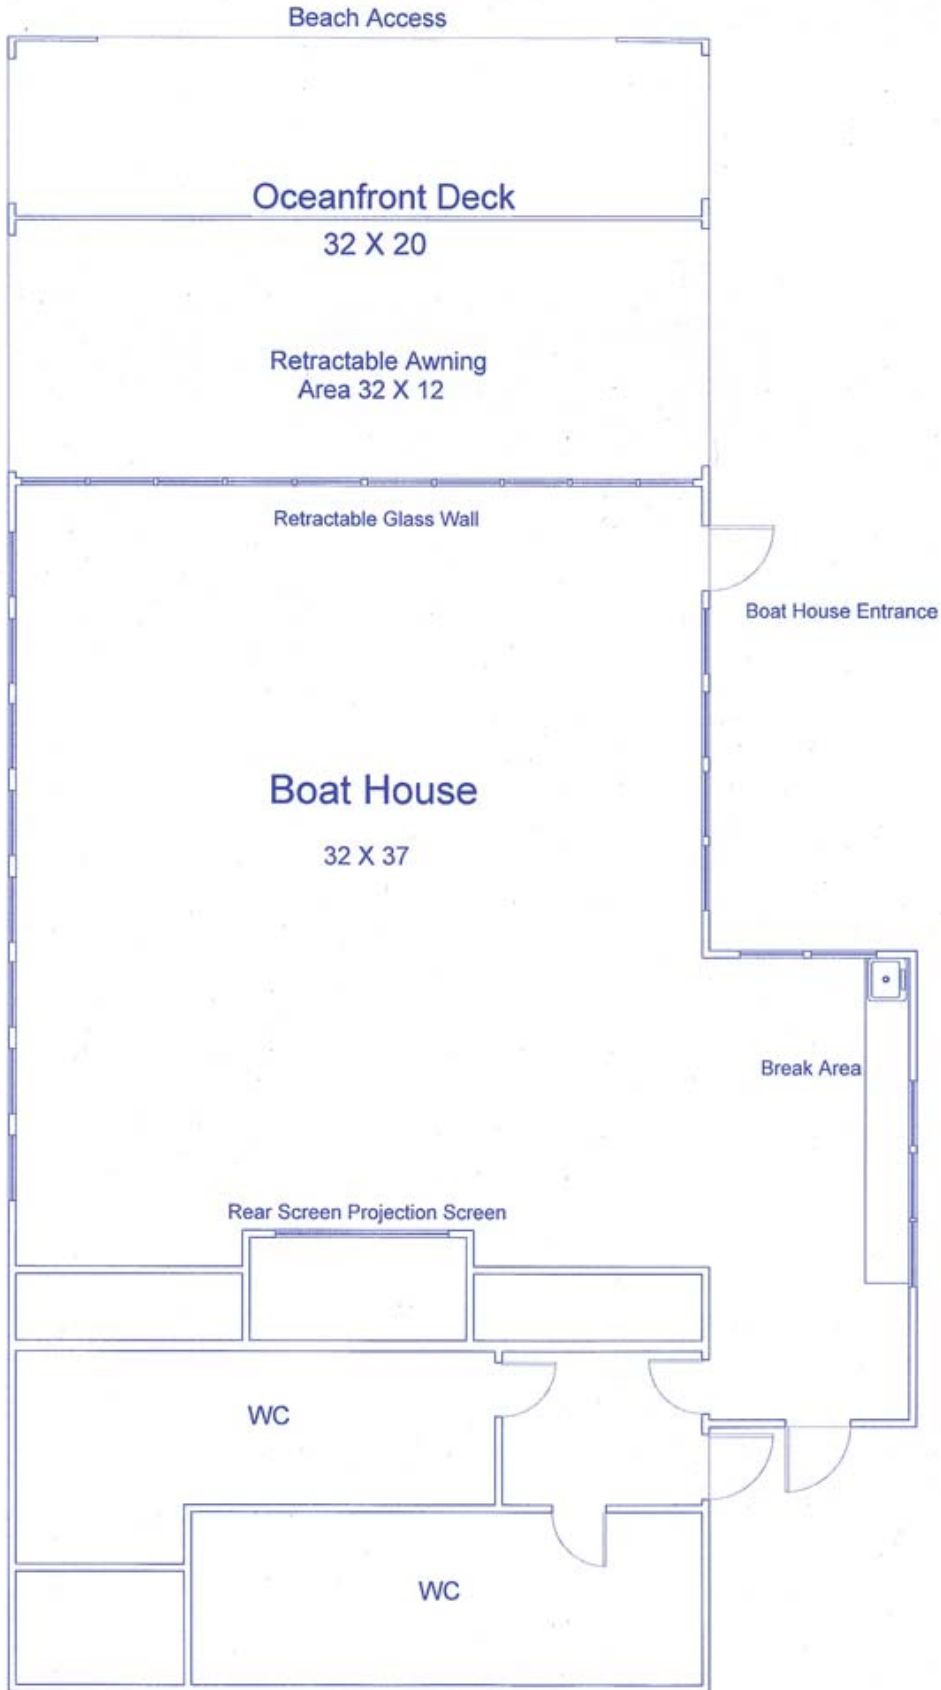 Beach Access
Oceanfront Deck
32 X 20
Retractable Awning
Area 32 X 12
Retractable Glass Wall
Boat House Entrance
Boat House
32 X 37
Break Area
Rear Screen Projection Screen
WC
WC